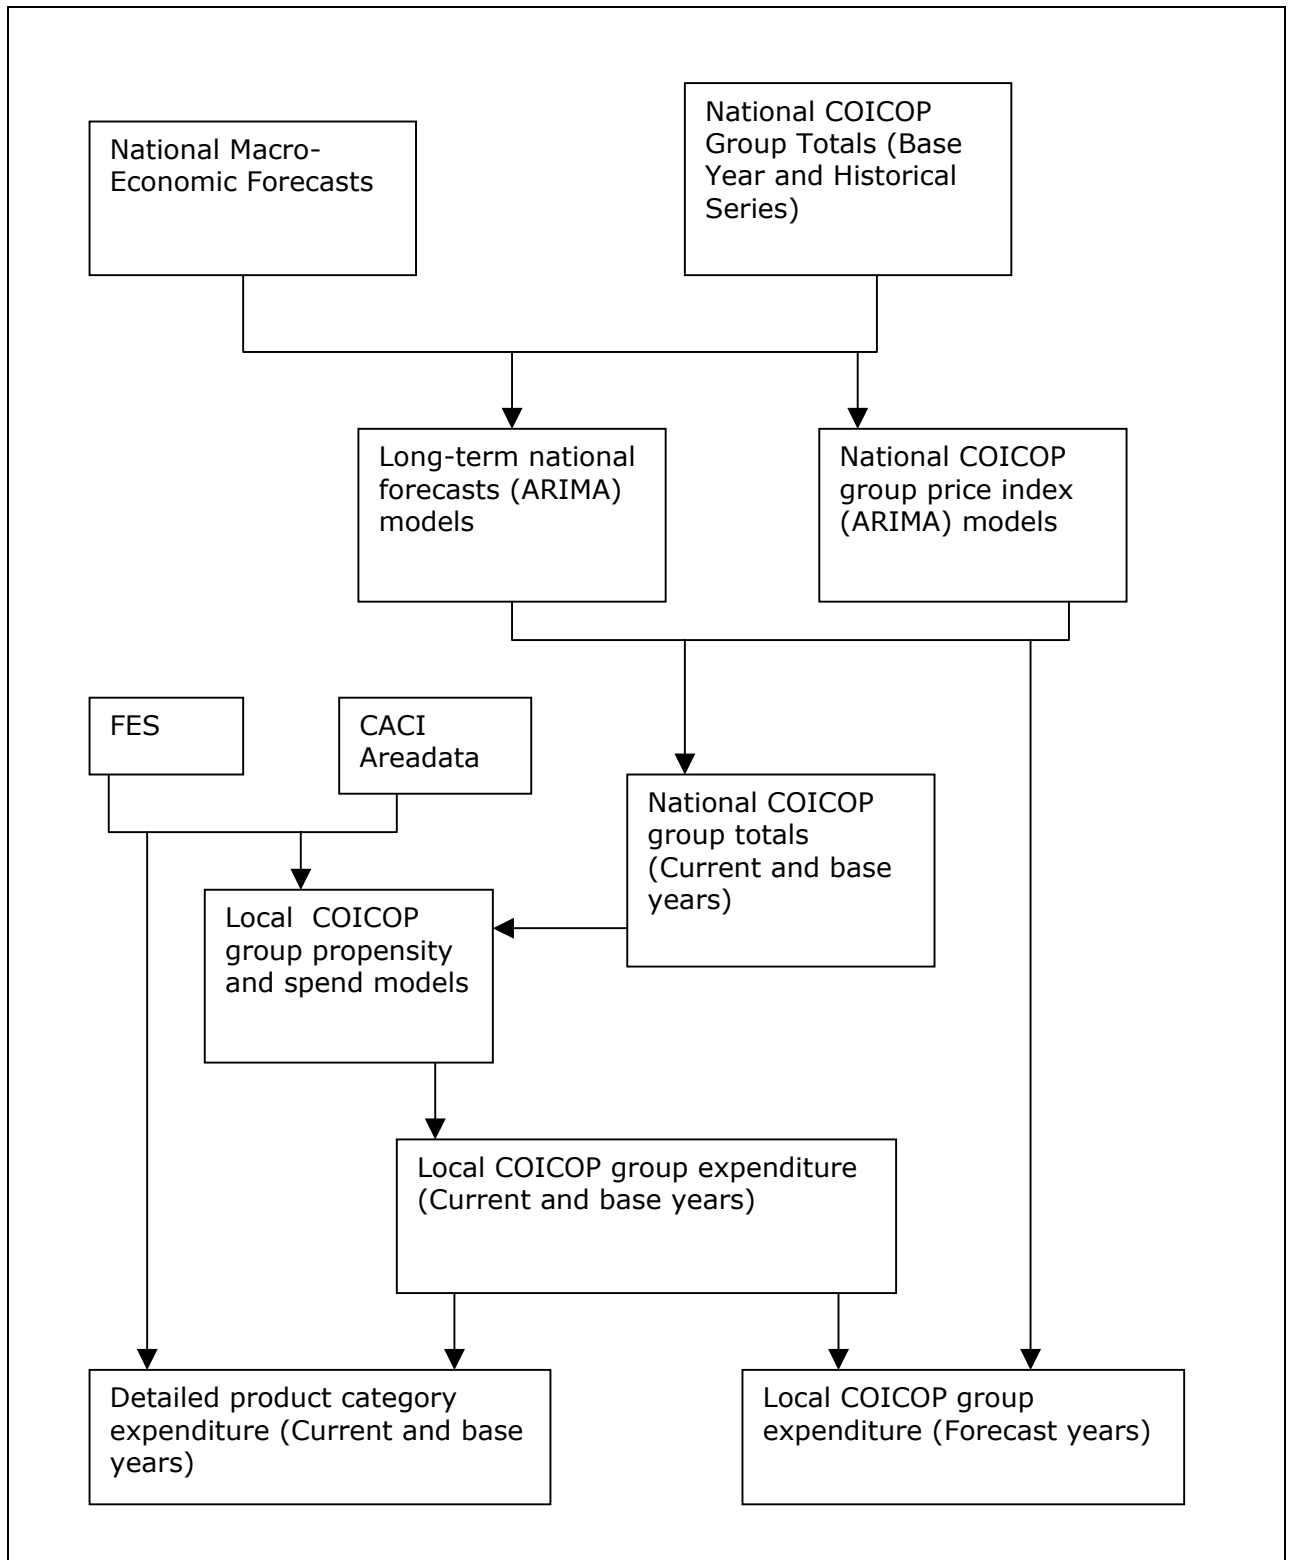 National Macro-
Economic Forecasts
National COICOP
Group Totals (Base
Year and Historical
Series)
Long-term national
forecasts (ARIMA)
models
National COICOP
group price index
(ARIMA) models
FES
CACI
Areadata
National COICOP
group totals
(Current and base
years)
Local  COICOP
group propensity
and spend models
Local COICOP group expenditure
(Current and base years)
Detailed product category
expenditure (Current and base
years)
Local COICOP group
expenditure (Forecast years)